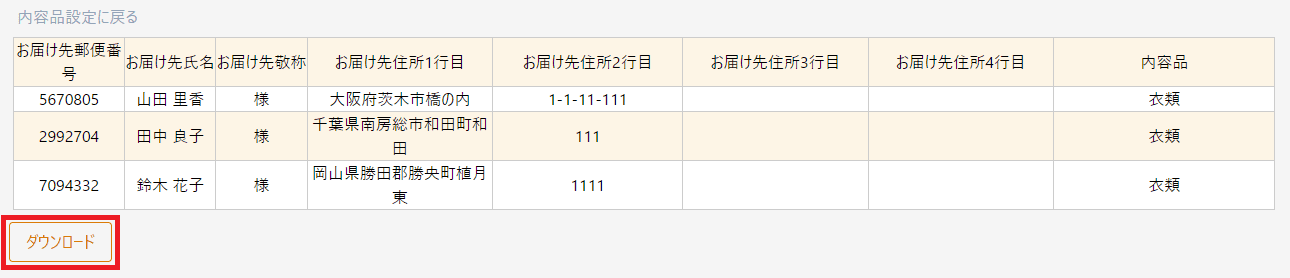 内容品設定に戻る
お届け先郵便番号 お届け先氏名 お届け先敬称 お届け先住所1行目 お届け先住所2行目 お届け先住所3行目 お届け先住所4行目 内容品
5670805 山田 里香 様 大阪府茨木市橋の内 1-1-11-111 衣類
2992704 田中 良子 様 千葉県南房総市和田町和田 111 衣類
7094332 鈴木 花子 様 岡山県勝田郡勝央町植月東 1111 衣類
ダウンロード